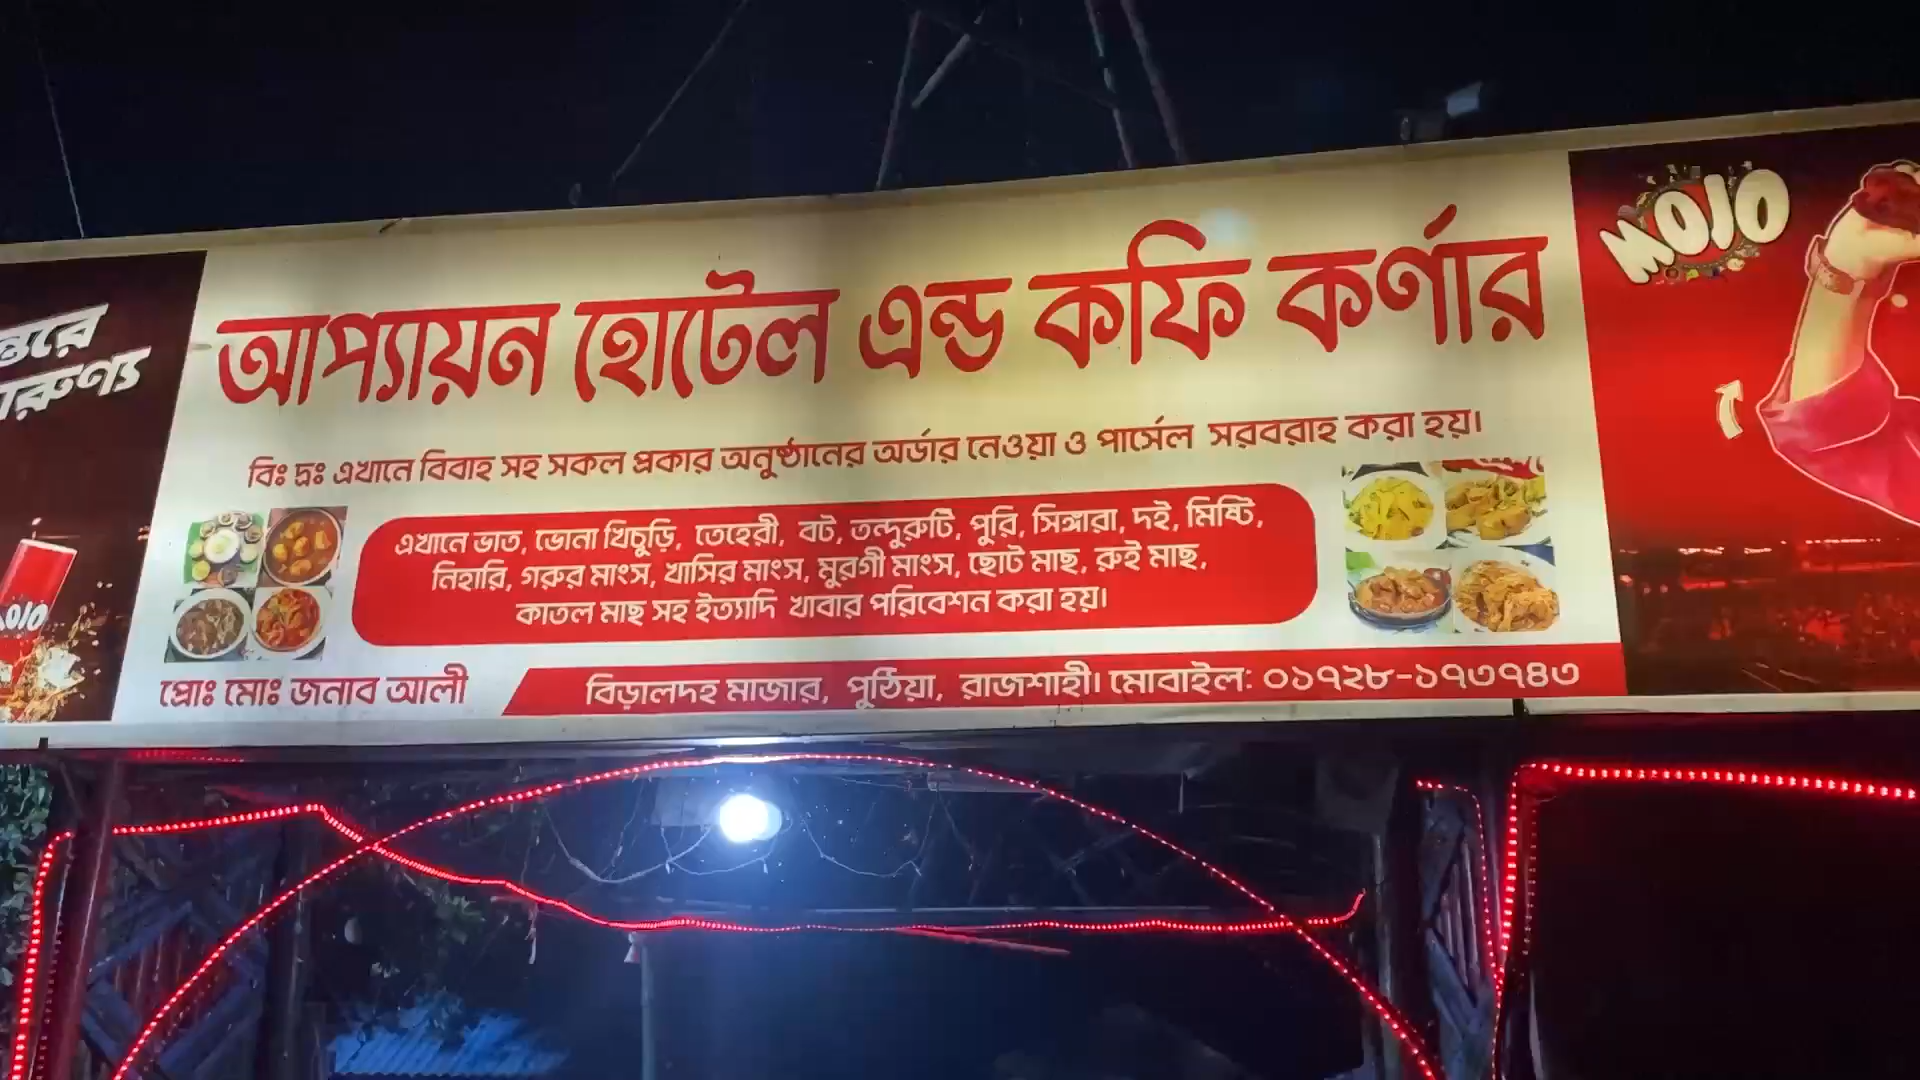 ন্তরে
রুণ্য
MOJO
আপ্যায়ন হোটেল এন্ড কফি কর্ণার
বিঃ দ্রঃ এখানে বিবাহ সহ সকল প্রকার অনুষ্ঠানের অর্ডার নেওয়া ও পার্সেল সরবরাহ করা হয়।
এখানে ভাত, ভোনা খিচুড়ি, তেহেরী, বট, তন্দুরুটি, পুরি, সিঙ্গারা, দই, মিষ্টি,
নিহারি, গরুর মাংস, খাসির মাংস, মুরগী মাংস, ছোট মাছ, রুই মাছ,
কাতল মাছ সহ ইত্যাদি খাবার পরিবেশন করা হয়।
প্রোঃ মোঃ জনাব আলী
বিড়ালদহ মাজার, পুঠিয়া, রাজশাহী। মোবাইল: ০১৭২৮-১৭৩৭৪৩